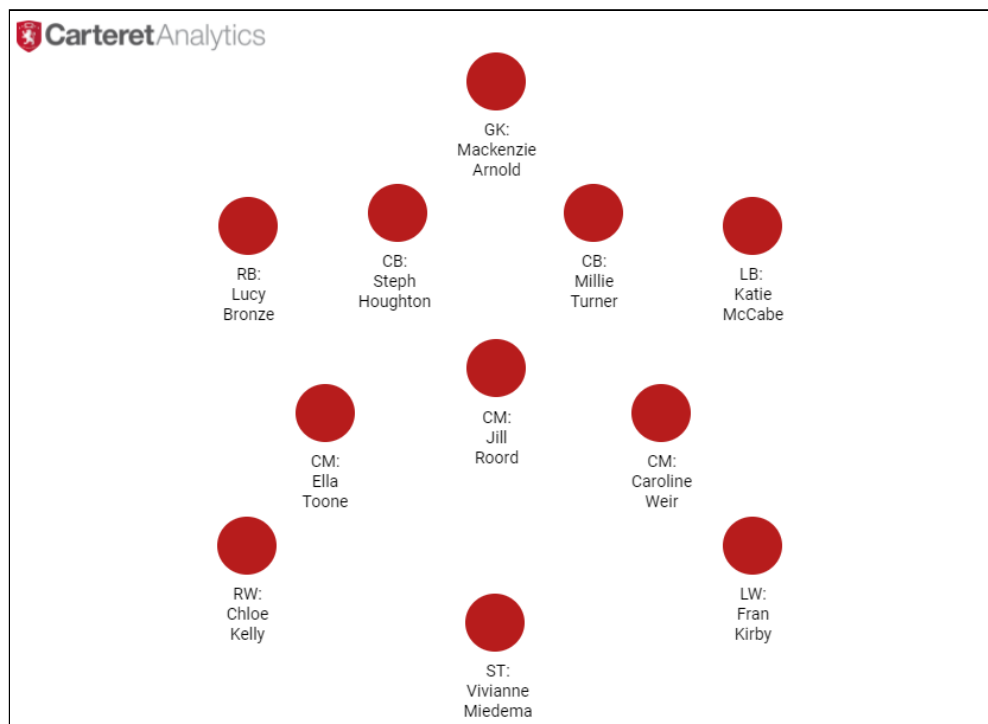 CarteretAnalytics
GK:
Mackenzie
Arnold
RB:
Lucy
Bronze
CB:
Steph
Houghton
CB:
Millie
Turner
LB:
Katie
McCabe
CM:
Ella
Toone
CM:
Jill
Roord
CM:
Caroline
Weir
RW:
Chloe
Kelly
ST:
Vivianne
Miedema
LW:
Fran
Kirby